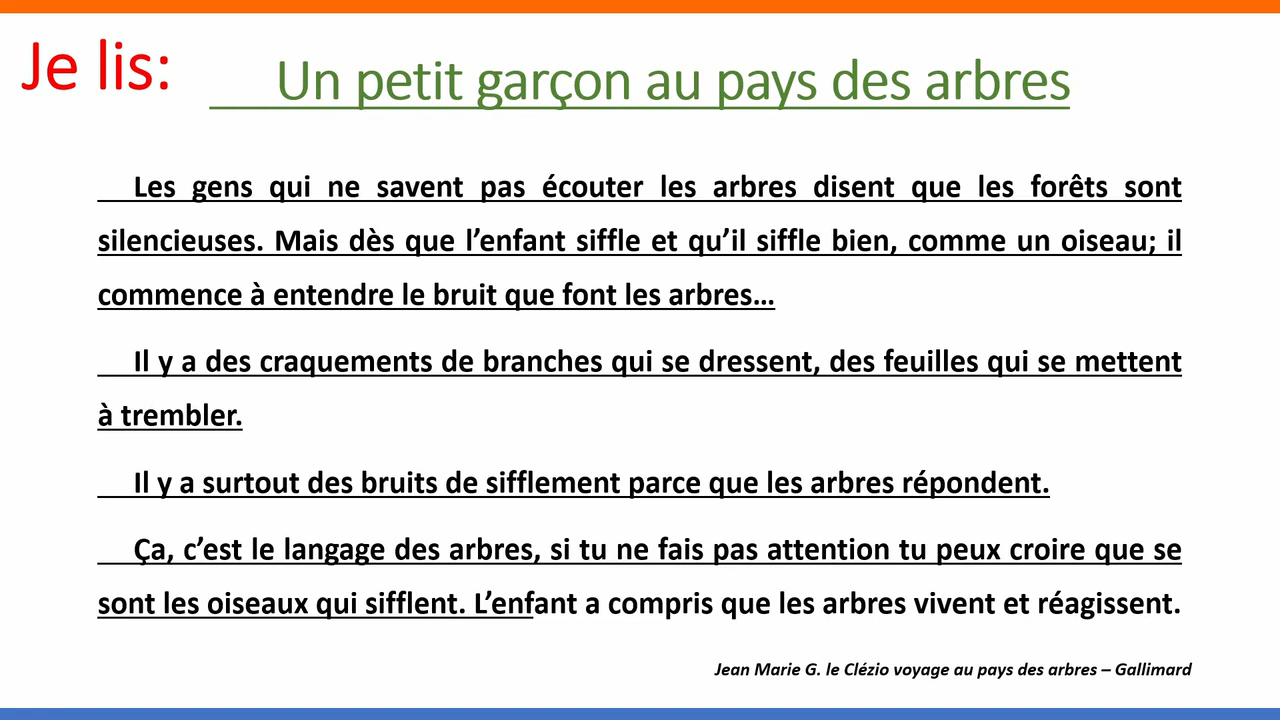 Je lis:
Un petit garçon au pays des arbres
Les gens qui ne savent pas écouter les arbres disent que les forêts sont
silencieuses. Mais dès que l’enfant siffle et qu’il siffle bien, comme un oiseau; il
commence à entendre le bruit que font les arbres…
Il y a des craquements de branches qui se dressent, des feuilles qui se mettent
à trembler.
Il y a surtout des bruits de sifflement parce que les arbres répondent.
Ça, c’est le langage des arbres, si tu ne fais pas attention tu peux croire que se
sont les oiseaux qui sifflent. L’enfant a compris que les arbres vivent et réagissent.
Jean Marie G. le Clézio voyage au pays des arbres – Gallimard